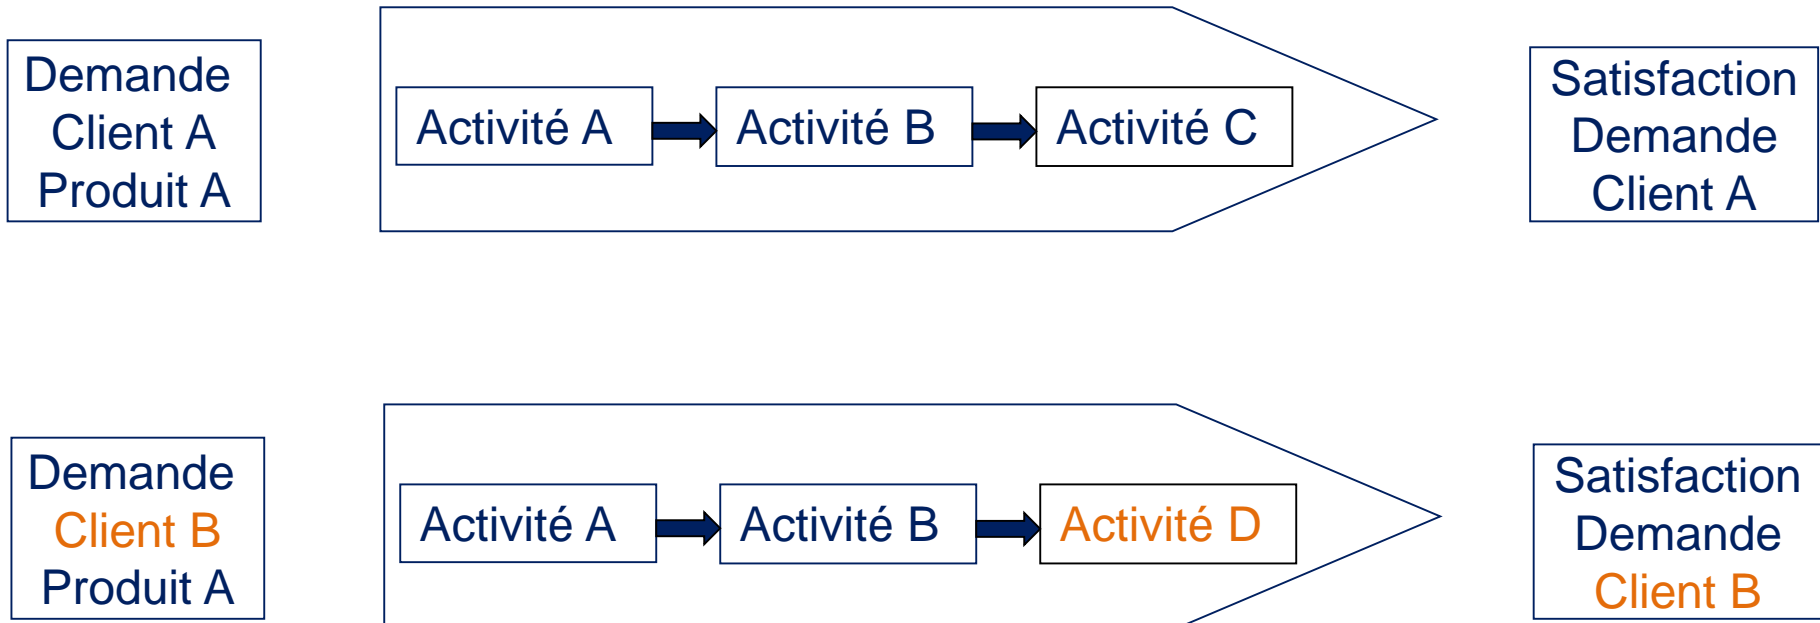 Demande
Client A
Produit A
Activité A
Activité B
Activité C
Satisfaction
Demande
Client A
Demande
Client B
Produit A
Activité A
Activité B
Activité D
Satisfaction
Demande
Client B